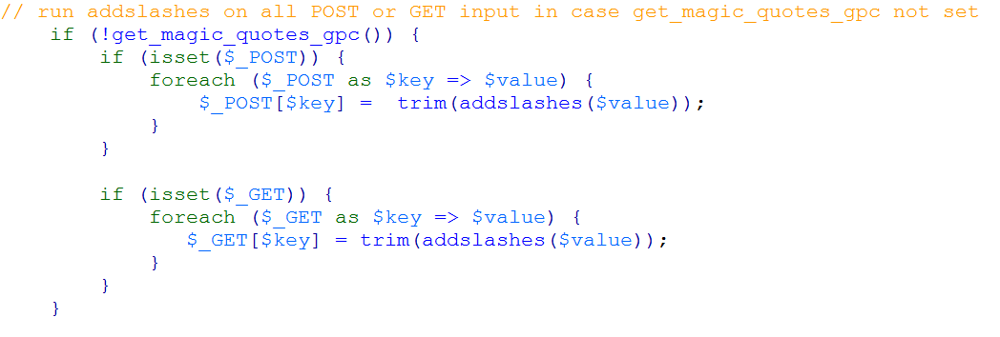 // run addslashes on all POST or GET input in case get_magic_quotes_gpc not set
if (!get_magic_quotes_gpc()) {
if (isset($_POST)) {
foreach ($_POST as $key => $value) {
$_POST[$key] =  trim(addslashes($value));
}
}
if (isset($_GET)) {
foreach ($_GET as $key => $value) {
$_GET[$key] = trim(addslashes($value));
}
}
}